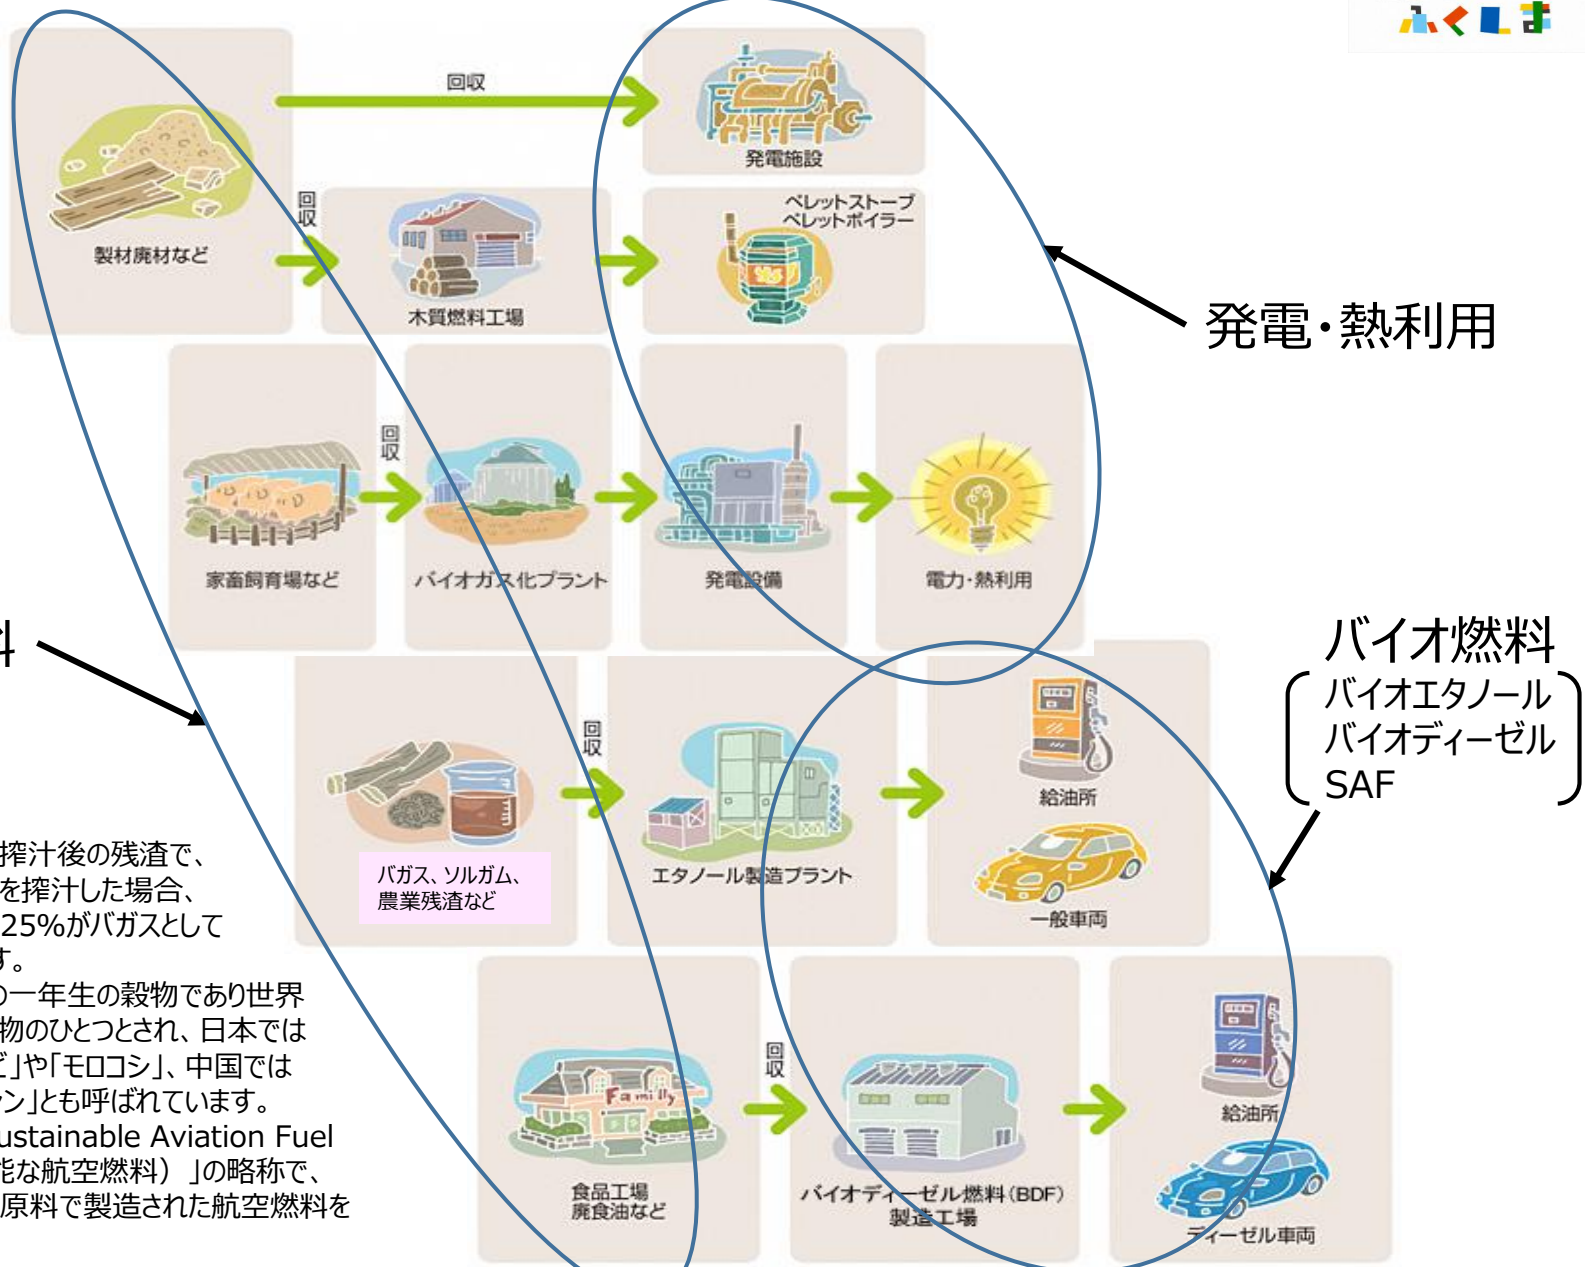 ふくしま
回収
発電施設
製材廃材など
回収
木質燃料工場
ペレットストーブ
ペレットボイラー
発電・熱利用
家畜飼育場など
回収
バイオガス化プラント
発電設備
電力・熱利用
料
バイオ燃料
バイオエタノール
バイオディーゼル
SAF
バガス、ソルガム、
農業残渣など
回収
エタノール製造プラント
給油所
一般車両
搾汁後の残渣で、
を搾汁した場合、
25%がバガスとして
す。
の一年生の穀物であり世界
物のひとつとされ、日本では
ビ」や「モロコシ」、中国では
ャン」とも呼ばれています。
ustainable Aviation Fuel
能な航空燃料）」の略称で、
原料で製造された航空燃料を
Familly
食品工場
廃食油など
回収
バイオディーゼル燃料(BDF)
製造工場
給油所
ディーゼル車両